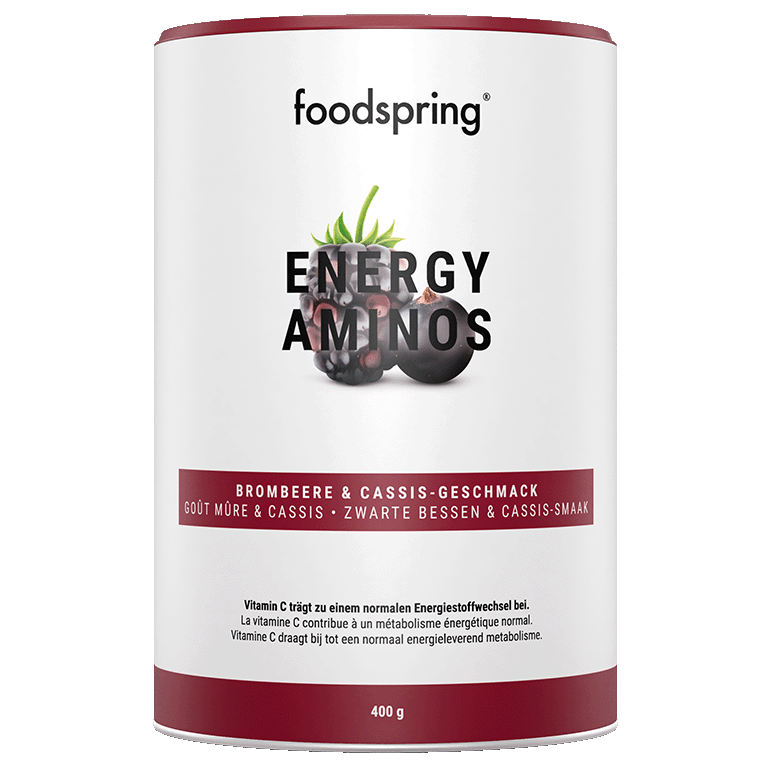 foodspring®
ENERGY
AMINOS
BROMBEERE & CASSIS-GESCHMACK
GOÛT MÛRE & CASSIS • ZWARTE BESSEN & CASSIS-SMAAK
Vitamin C trägt zu einem normalen Energiestoffwechsel bei.
La vitamine C contribue à un métabolisme énergétique normal.
Vitamine C draagt bij tot een normaal energieleverend metabolisme.
400 g